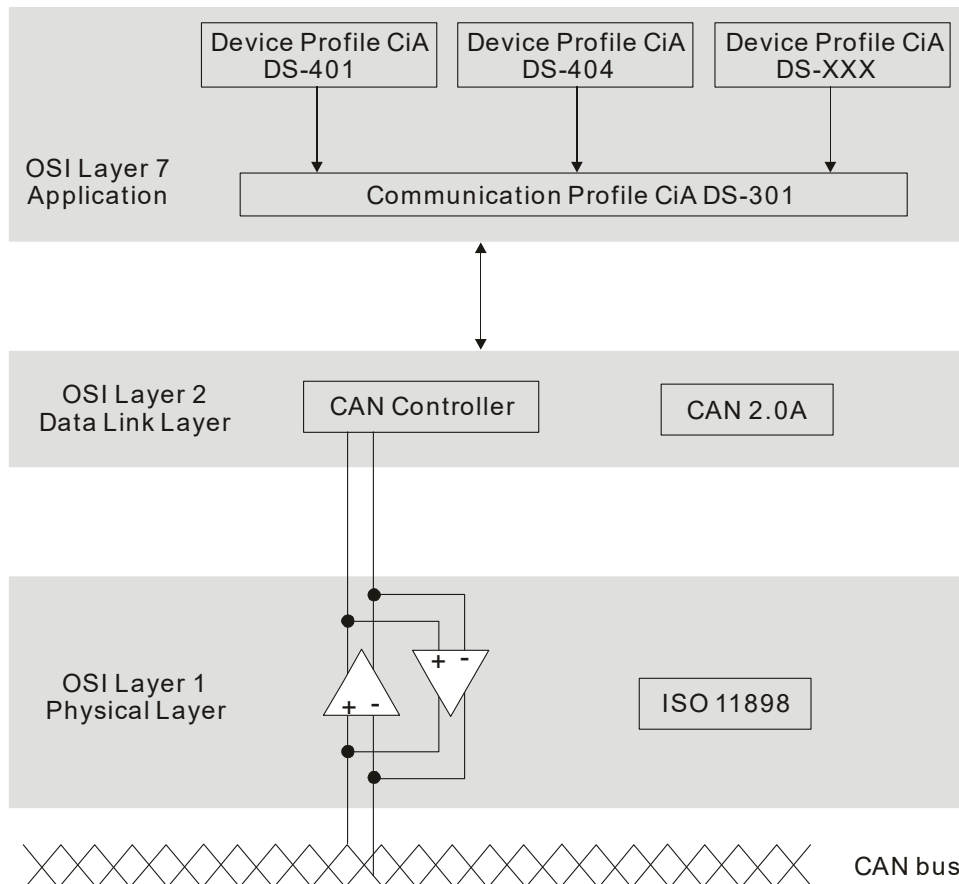 Device Profile CiA
DS-401
Device Profile CiA
DS-404
Device Profile CiA
DS-XXX
OSI Layer 7
Application
Communication Profile CiA DS-301
OSI Layer 2
Data Link Layer
CAN Controller
CAN 2.0A
OSI Layer 1
Physical Layer
+ -
+ -
ISO 11898
CAN bus